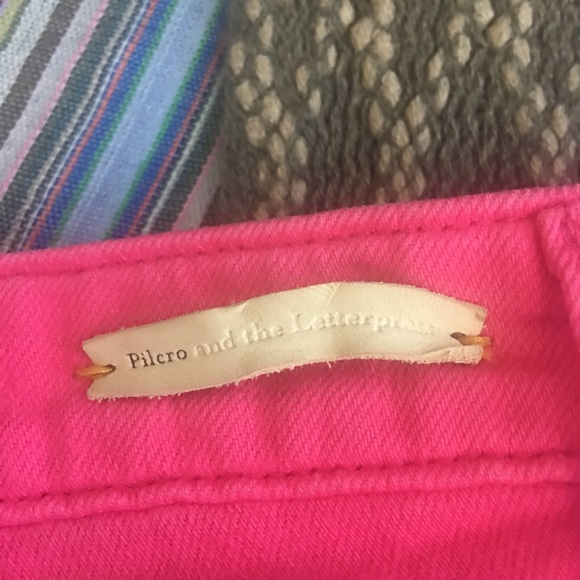 Pilcro and the Letterpress